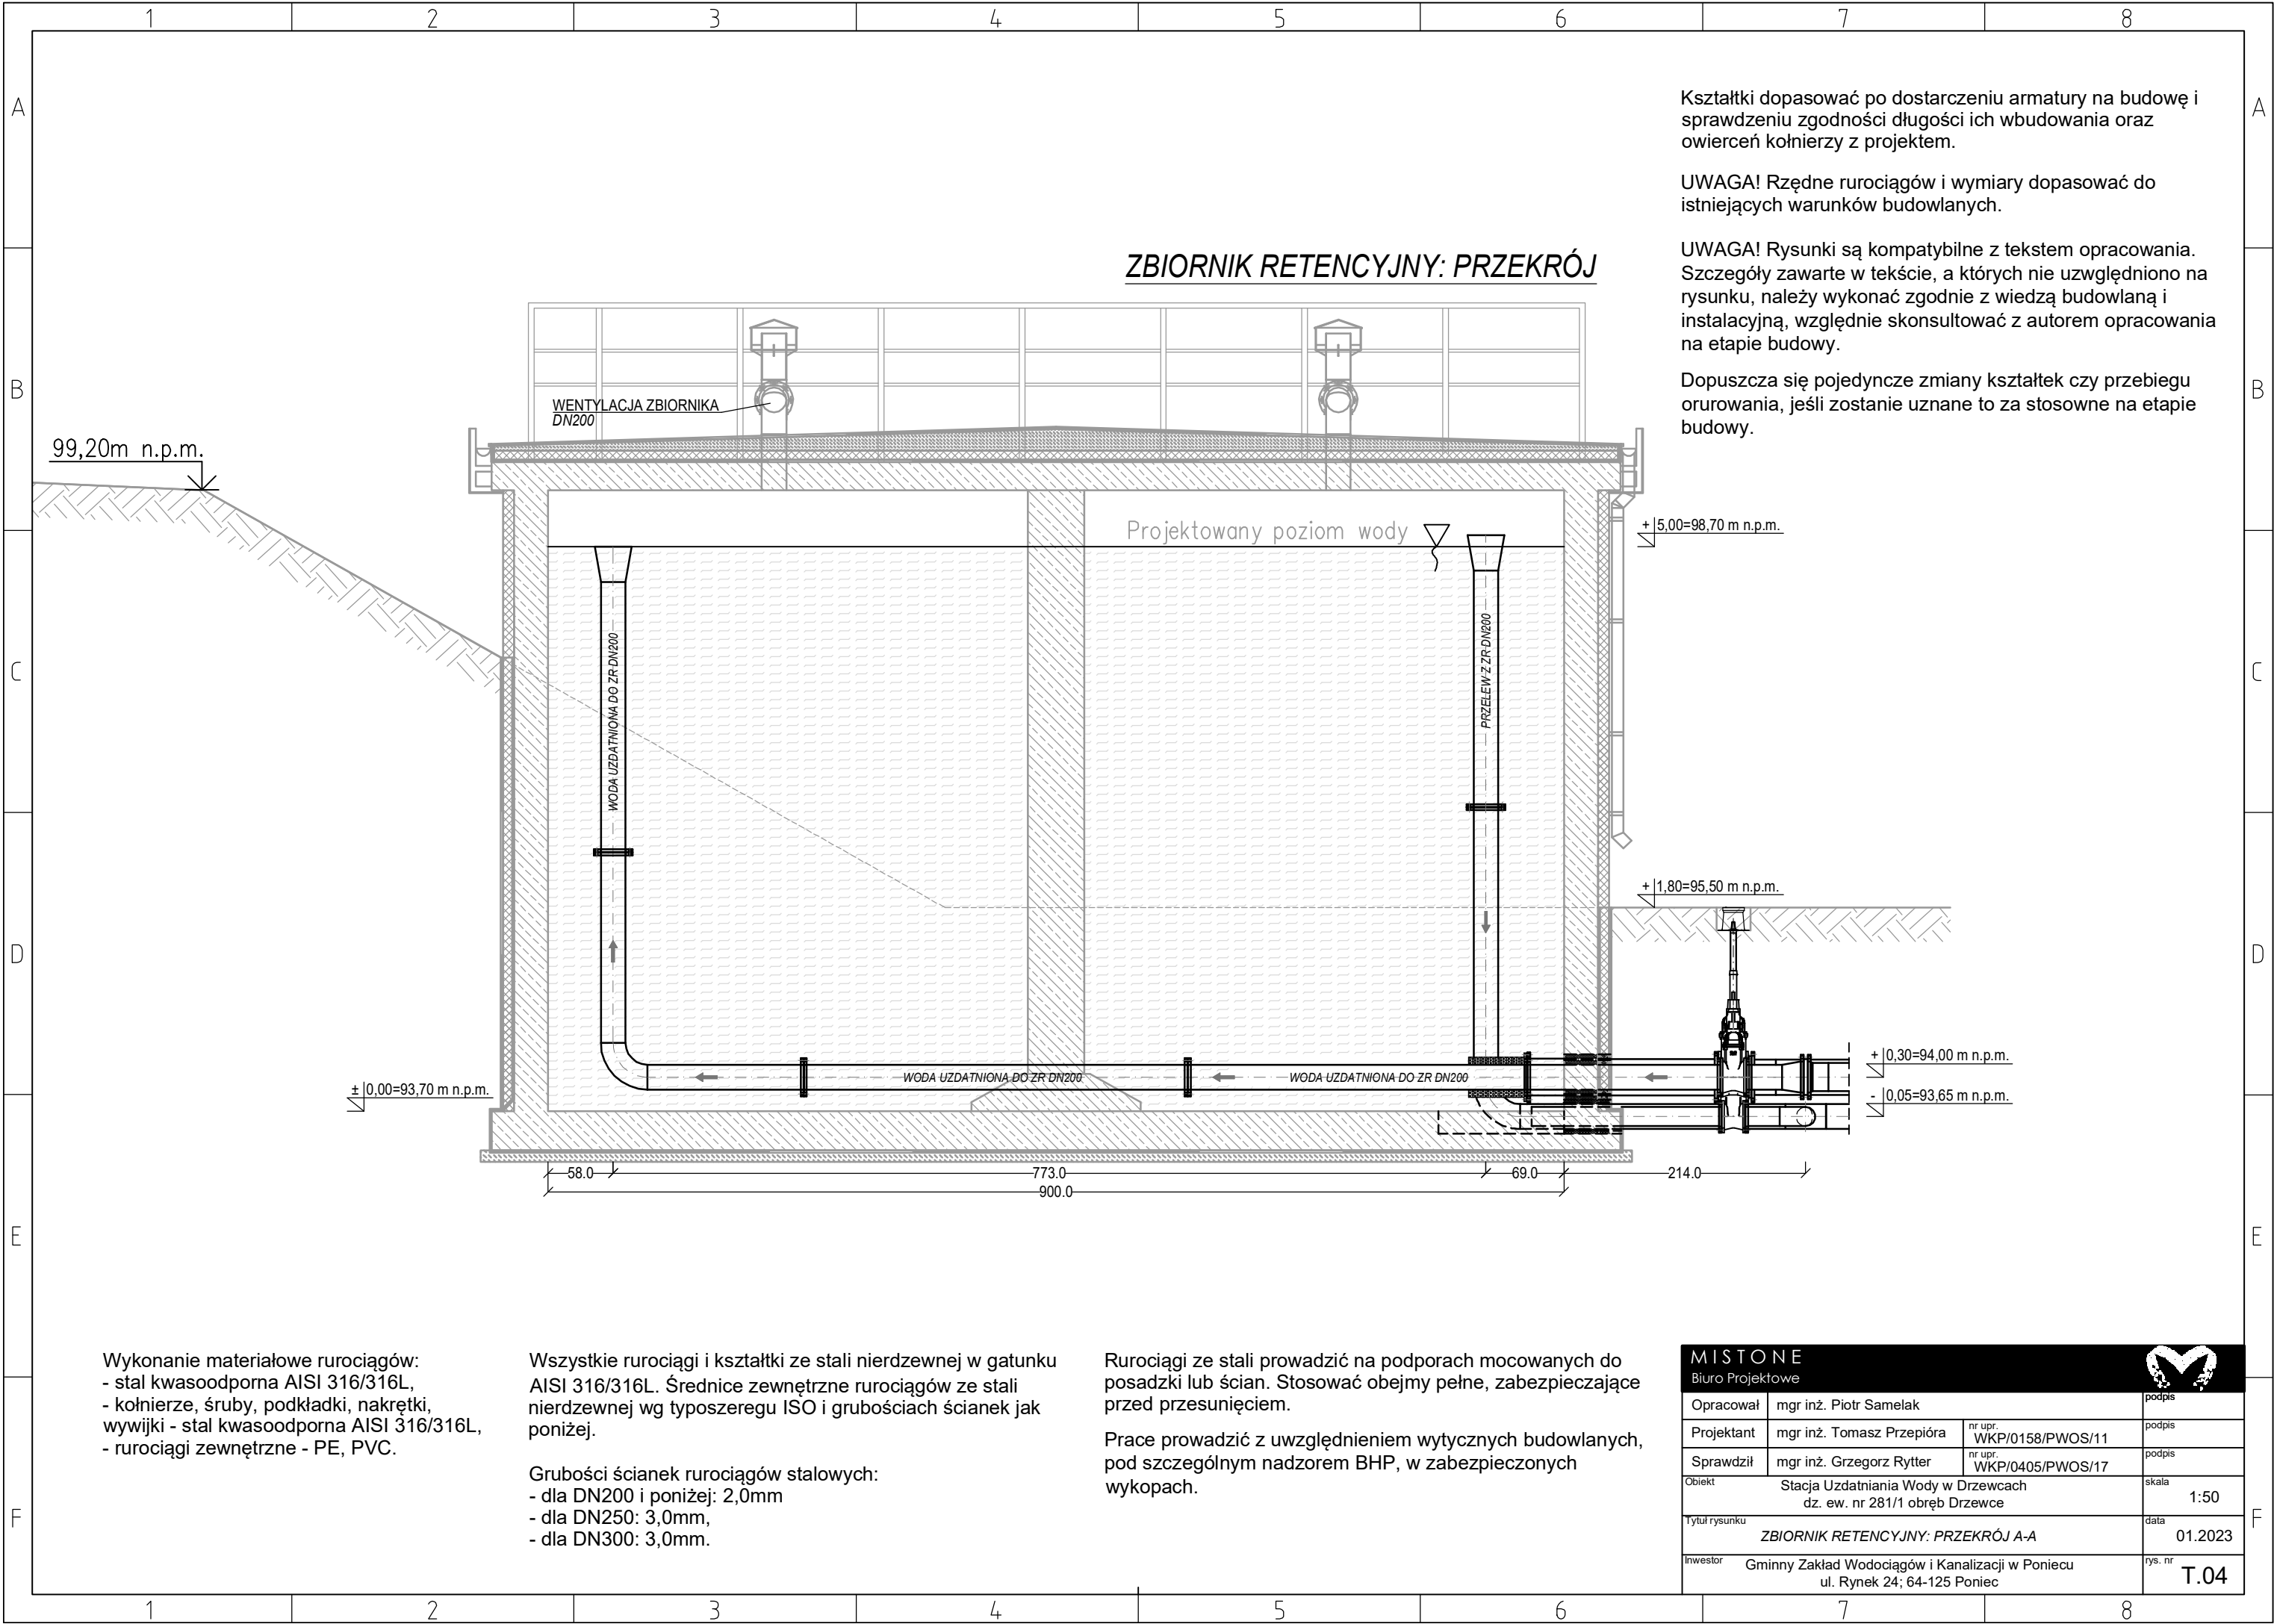 1 2 3 4 5 6 7 8
A A
B B
C C
D D
E E
F F
Kształtki dopasować po dostarczeniu armatury na budowę i
sprawdzeniu zgodności długości ich wbudowania oraz
owierceń kołnierzy z projektem.
UWAGA! Rzędne rurociągów i wymiary dopasować do
istniejących warunków budowlanych.
UWAGA! Rysunki są kompatybilne z tekstem opracowania.
Szczegóły zawarte w tekście, a których nie uzwględniono na
rysunku, należy wykonać zgodnie z wiedzą budowlaną i
instalacyjną, względnie skonsultować z autorem opracowania
na etapie budowy.
Dopuszcza się pojedyncze zmiany kształtek czy przebiegu
orurowania, jeśli zostanie uznane to za stosowne na etapie
budowy.
ZBIORNIK RETENCYJNY: PRZEKRÓJ
WENTYLACJA ZBIORNIKA
DN200
99,20m n.p.m.
Projektowany poziom wody
+ 5,00=98,70 m n.p.m.
WODA UZDATNIONA DO ZR DN200
PRZELEW Z ZR DN200
+ 1,80=95,50 m n.p.m.
+ 0,30=94,00 m n.p.m.
- 0,05=93,65 m n.p.m.
± 0,00=93,70 m n.p.m.
WODA UZDATNIONA DO ZR DN200
WODA UZDATNIONA DO ZR DN200
58.0 773.0 69.0 214.0
900.0
Wykonanie materiałowe rurociągów:
- stal kwasoodporna AISI 316/316L,
- kołnierze, śruby, podkładki, nakrętki,
wywijki - stal kwasoodporna AISI 316/316L,
- rurociągi zewnętrzne - PE, PVC.
Wszystkie rurociągi i kształtki ze stali nierdzewnej w gatunku
AISI 316/316L. Średnice zewnętrzne rurociągów ze stali
nierdzewnej wg typoszeregu ISO i grubościach ścianek jak
poniżej.
Grubości ścianek rurociągów stalowych:
- dla DN200 i poniżej: 2,0mm
- dla DN250: 3,0mm,
- dla DN300: 3,0mm.
Rurociągi ze stali prowadzić na podporach mocowanych do
posadzki lub ścian. Stosować obejmy pełne, zabezpieczające
przed przesunięciem.
Prace prowadzić z uwzględnieniem wytycznych budowlanych,
pod szczególnym nadzorem BHP, w zabezpieczonych
wykopach.
MISTONE
Biuro Projektowe
Opracował mgr inż. Piotr Samelak podpis
Projektant mgr inż. Tomasz Przepióra nr upr. WKP/0158/PWOS/11 podpis
Sprawdził mgr inż. Grzegorz Rytter nr upr. WKP/0405/PWOS/17 podpis
Obiekt Stacja Uzdatniania Wody w Drzewcach
dz. ew. nr 281/1 obręb Drzewce
skala 1:50
Tytuł rysunku ZBIORNIK RETENCYJNY: PRZEKRÓJ A-A
data 01.2023
Inwestor Gminny Zakład Wodociągów i Kanalizacji w Poniecu
ul. Rynek 24; 64-125 Poniec
rys. nr T.04
1 2 3 4 5 6 7 8